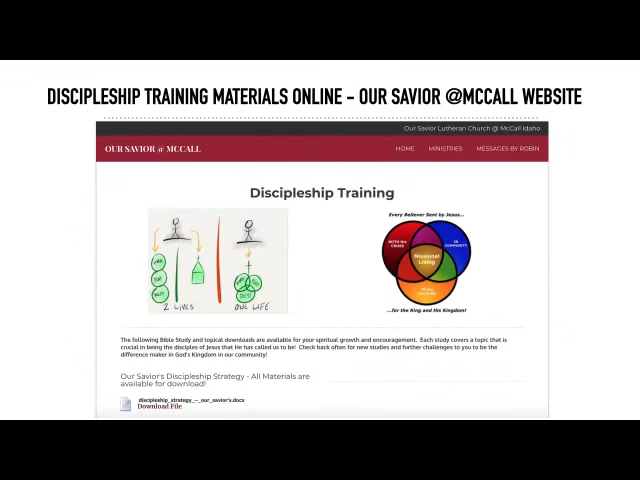 DISCIPLESHIP TRAINING MATERIALS ONLINE - OUR SAVIOR @MCCALL WEBSITE
Our Savior Lutheran Church @ McCall Idaho
OUR SAVIOR @ MCCALL
HOME MINISTRIES MESSAGES BY ROBIN
Discipleship Training
Every Believer Sent by Jesus...
WITH the CROSS
IN COMMUNITY
Missional Living
...for the King and His Kingdom!
2 LIVES
ONE LIFE
The following Bible Study and topical downloads are available for your spiritual growth and encouragement. Each study covers a topic that is
crucial in being the disciples of Jesus that He has called us to be! Check back often for new studies and further challenges to you to be the
difference maker in God's Kingdom in our community!
Our Savior's Discipleship Strategy - All Materials are
available for download!
discipleship_strategy_-_our_savior's.docx
Download File